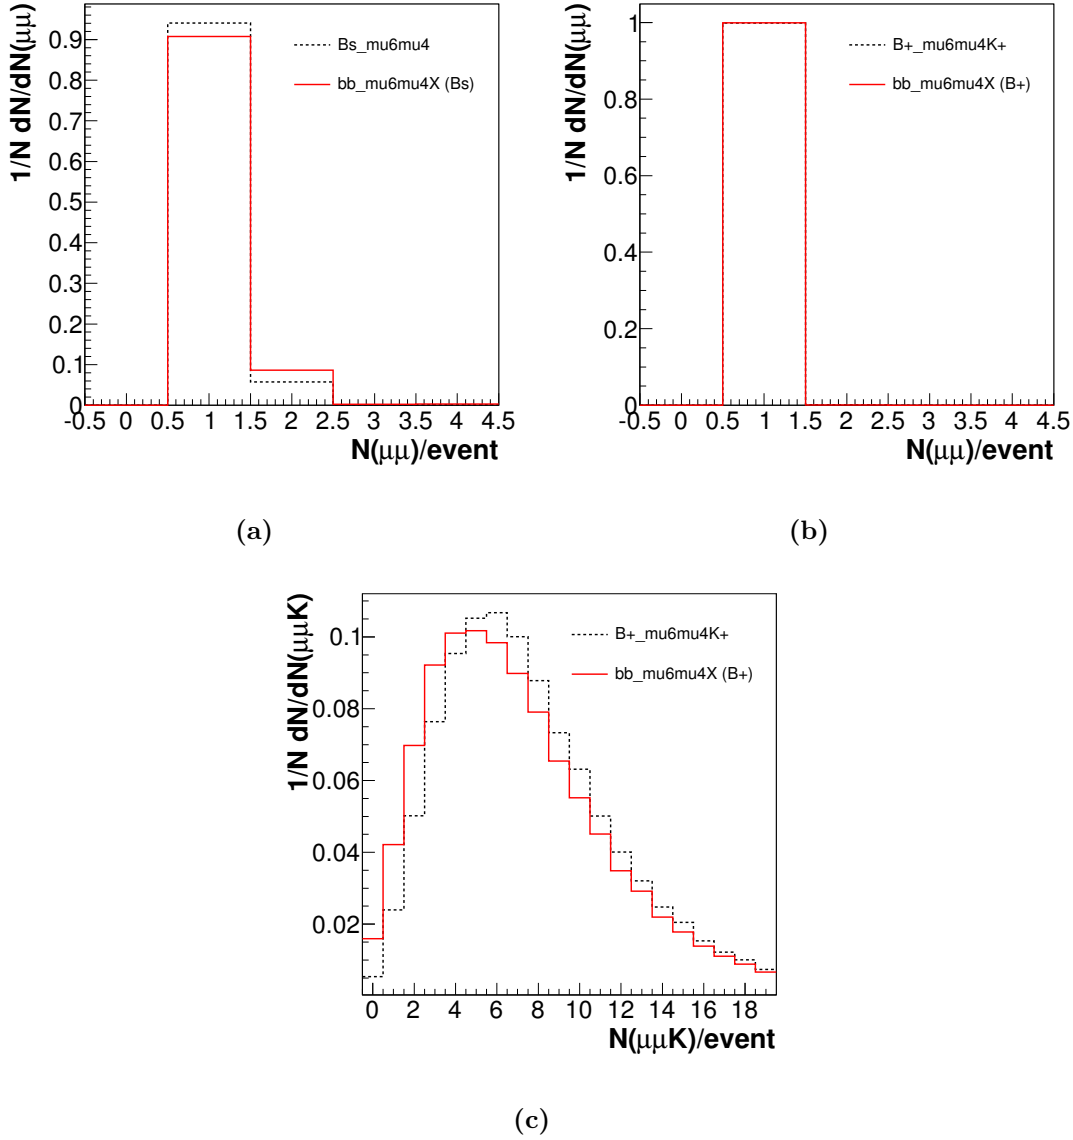 1/N dN/dN(μμ)
Bs_mu6mu4
bb_mu6mu4X (Bs)
0.9
0.8
0.7
0.6
0.5
0.4
0.3
0.2
0.1
0
-0.5 0 0.5 1 1.5 2 2.5 3 3.5 4 4.5
N(μμ)/event
(a)
1/N dN/dN(μμ)
B+_mu6mu4K+
bb_mu6mu4X (B+)
1
0.8
0.6
0.4
0.2
0
-0.5 0 0.5 1 1.5 2 2.5 3 3.5 4 4.5
N(μμ)/event
(b)
1/N dN/dN(μμK)
B+_mu6mu4K+
bb_mu6mu4X (B+)
0.1
0.08
0.06
0.04
0.02
0 2 4 6 8 10 12 14 16 18
N(μμK)/event
(c)